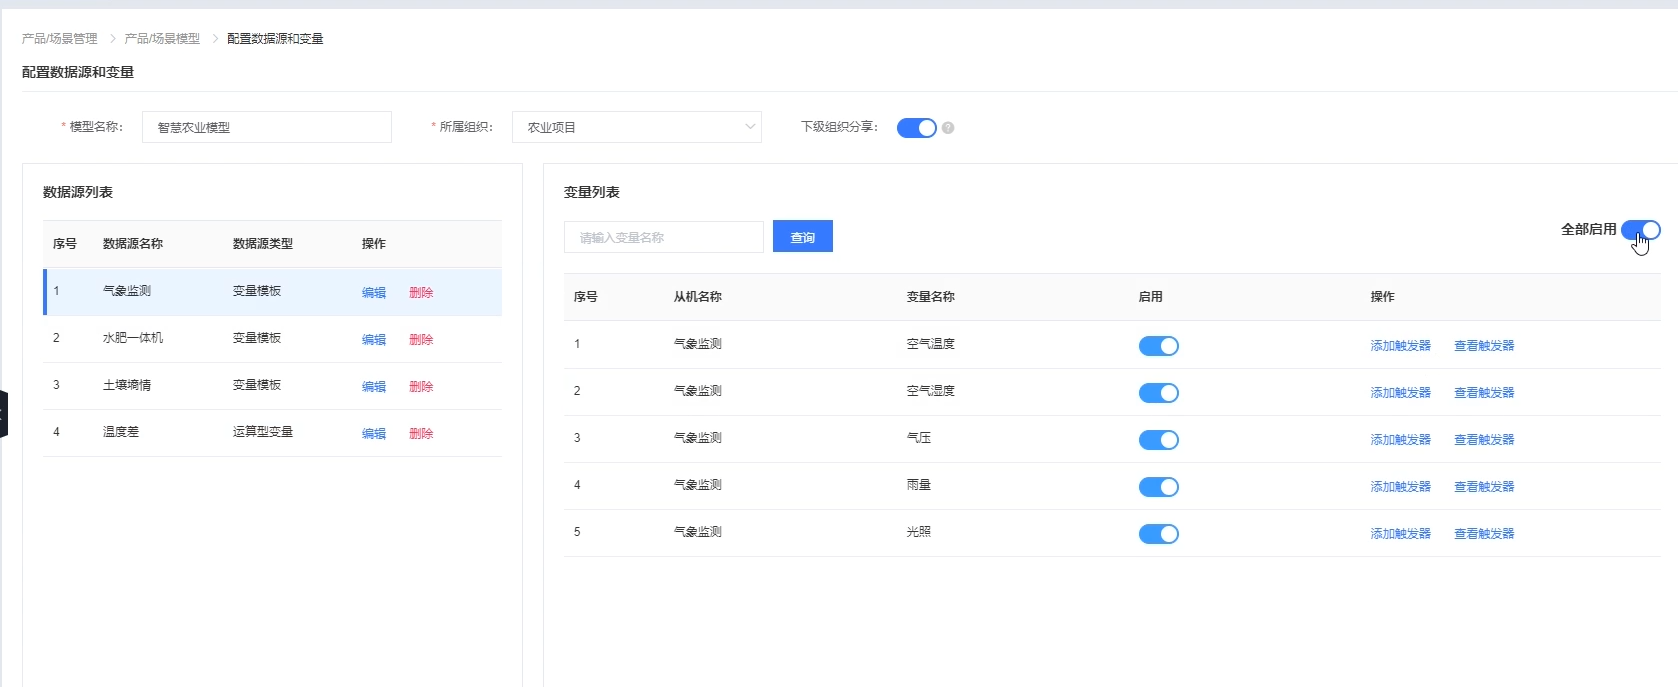 产品/场景管理 > 产品/场景模型 > 配置数据源和变量
配置数据源和变量
* 模型名称： 智慧农业模型 * 所属组织： 农业项目 下级组织分享： ?
数据源列表
序号 数据源名称 数据源类型 操作
1 气象监测 变量模板 编辑 删除
2 水肥一体机 变量模板 编辑 删除
3 土壤墒情 变量模板 编辑 删除
4 温度差 运算型变量 编辑 删除
变量列表
请输入变量名称 查询 全部启用
序号 从机名称 变量名称 启用 操作
1 气象监测 空气温度 添加触发器 查看触发器
2 气象监测 空气湿度 添加触发器 查看触发器
3 气象监测 气压 添加触发器 查看触发器
4 气象监测 雨量 添加触发器 查看触发器
5 气象监测 光照 添加触发器 查看触发器